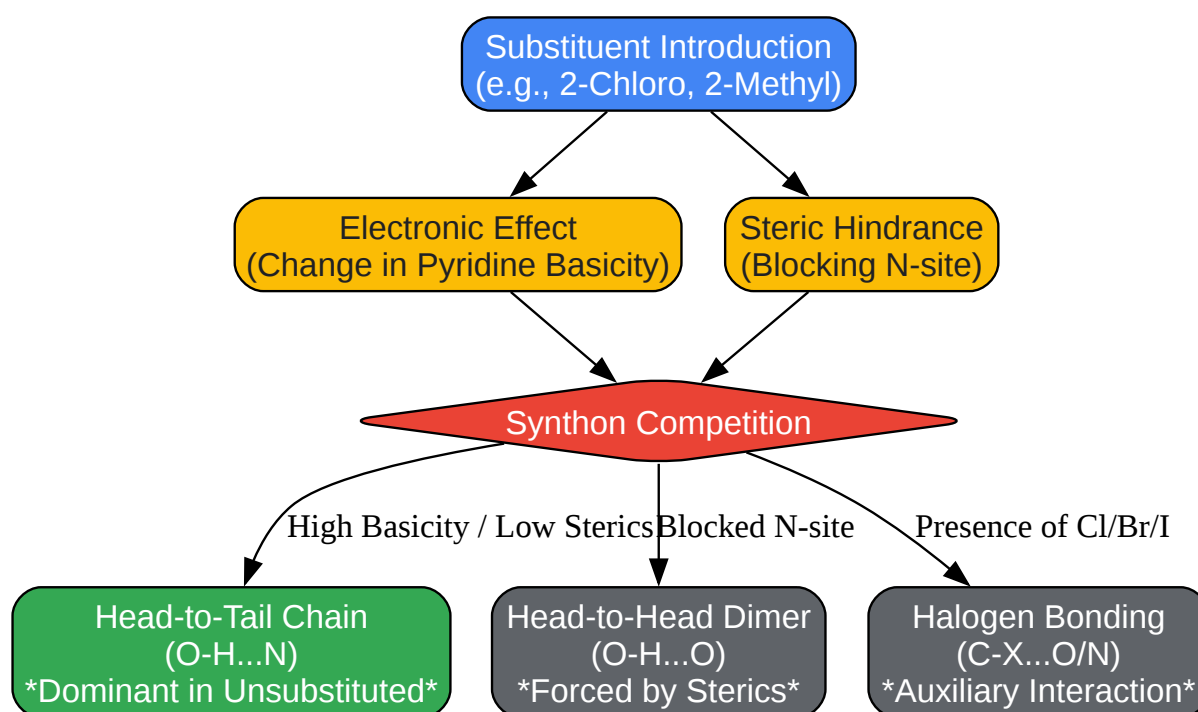 Substituent Introduction
(e.g., 2-Chloro, 2-Methyl)
Electronic Effect
(Change in Pyridine Basicity)
Steric Hindrance
(Blocking N-site)
Synthon Competition
High Basicity / Low Sterics
Blocked N-site
Presence of Cl/Br/I
Head-to-Tail Chain
(O-H...N)
*Dominant in Unsubstituted*
Head-to-Head Dimer
(O-H...O)
*Forced by Sterics*
Halogen Bonding
(C-X...O/N)
*Auxiliary Interaction*